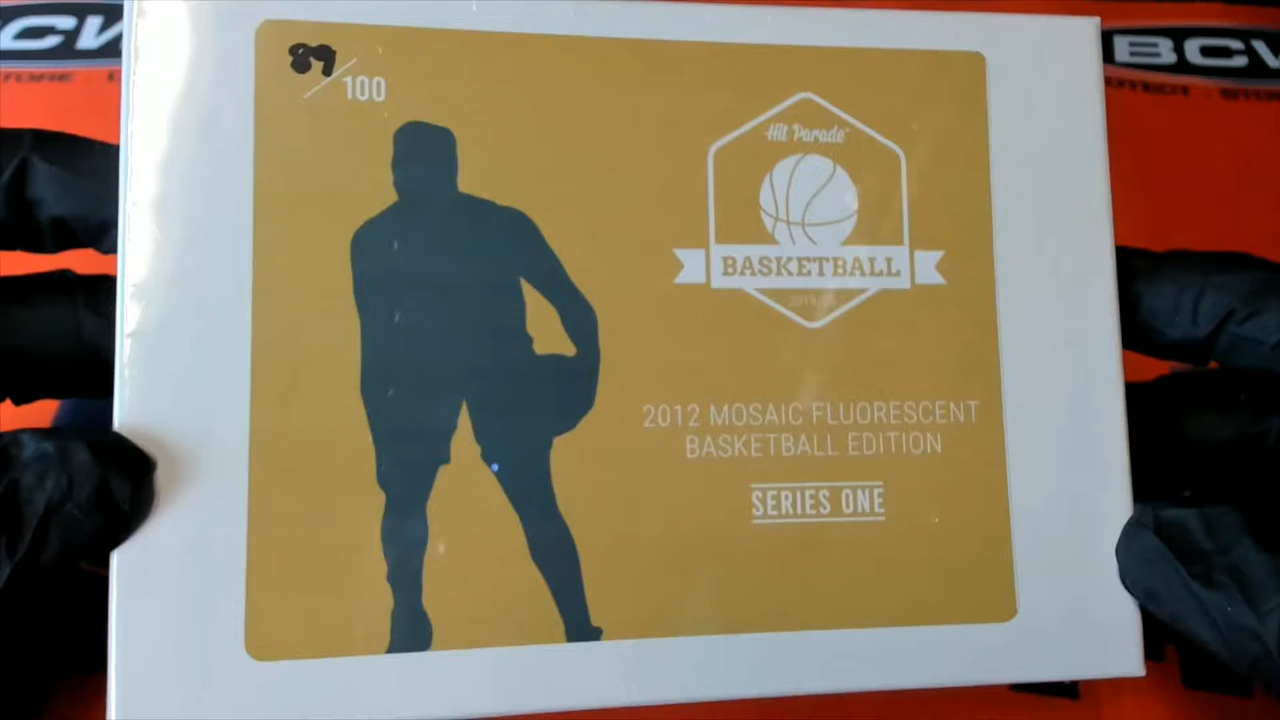 BCW
BCW
89/100
Hit Parade
BASKETBALL
2012 MOSAIC FLUORESCENT
BASKETBALL EDITION
SERIES ONE